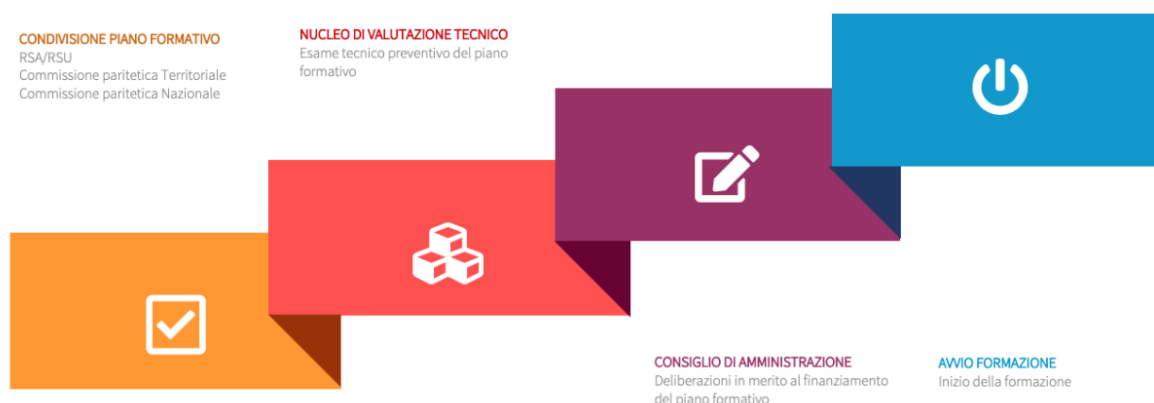 CONDIVISIONE PIANO FORMATIVO
RSA/RSU
Commissione paritetica Territoriale
Commissione paritetica Nazionale
NUCLEO DI VALUTAZIONE TECNICO
Esame tecnico preventivo del piano
formativo
CONSIGLIO DI AMMINISTRAZIONE
Deliberazioni in merito al finanziamento
del piano formativo
AVVIO FORMAZIONE
Inizio della formazione